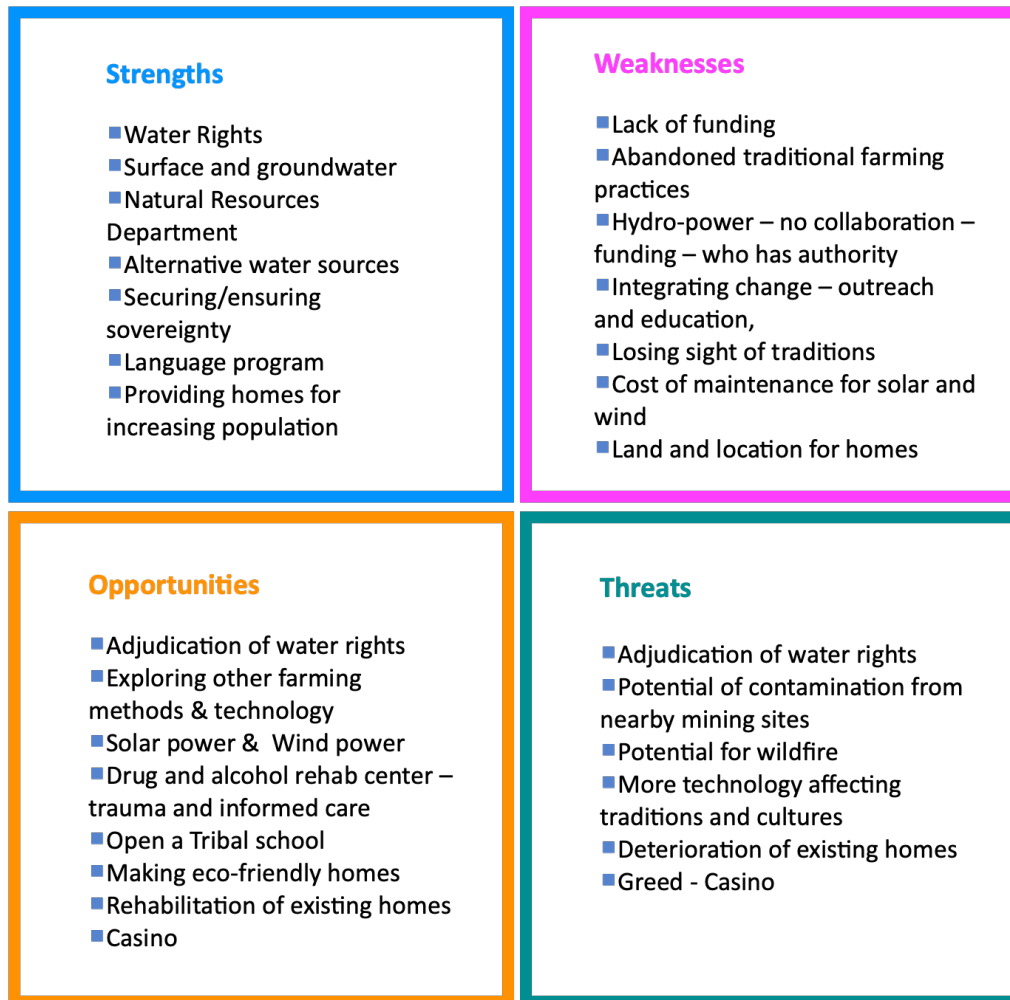 Strengths
■Water Rights
■Surface and groundwater
■Natural Resources
Department
■Alternative water sources
■Securing/ensuring
sovereignty
■Language program
■Providing homes for
increasing population
Weaknesses
■Lack of funding
■Abandoned traditional farming
practices
■Hydro-power – no collaboration –
funding – who has authority
■Integrating change – outreach
and education,
■Losing sight of traditions
■Cost of maintenance for solar and
wind
■Land and location for homes
Opportunities
■Adjudication of water rights
■Exploring other farming
methods & technology
■Solar power & Wind power
■Drug and alcohol rehab center –
trauma and informed care
■Open a Tribal school
■Making eco-friendly homes
■Rehabilitation of existing homes
■Casino
Threats
■Adjudication of water rights
■Potential of contamination from
nearby mining sites
■Potential for wildfire
■More technology affecting
traditions and cultures
■Deterioration of existing homes
■Greed - Casino